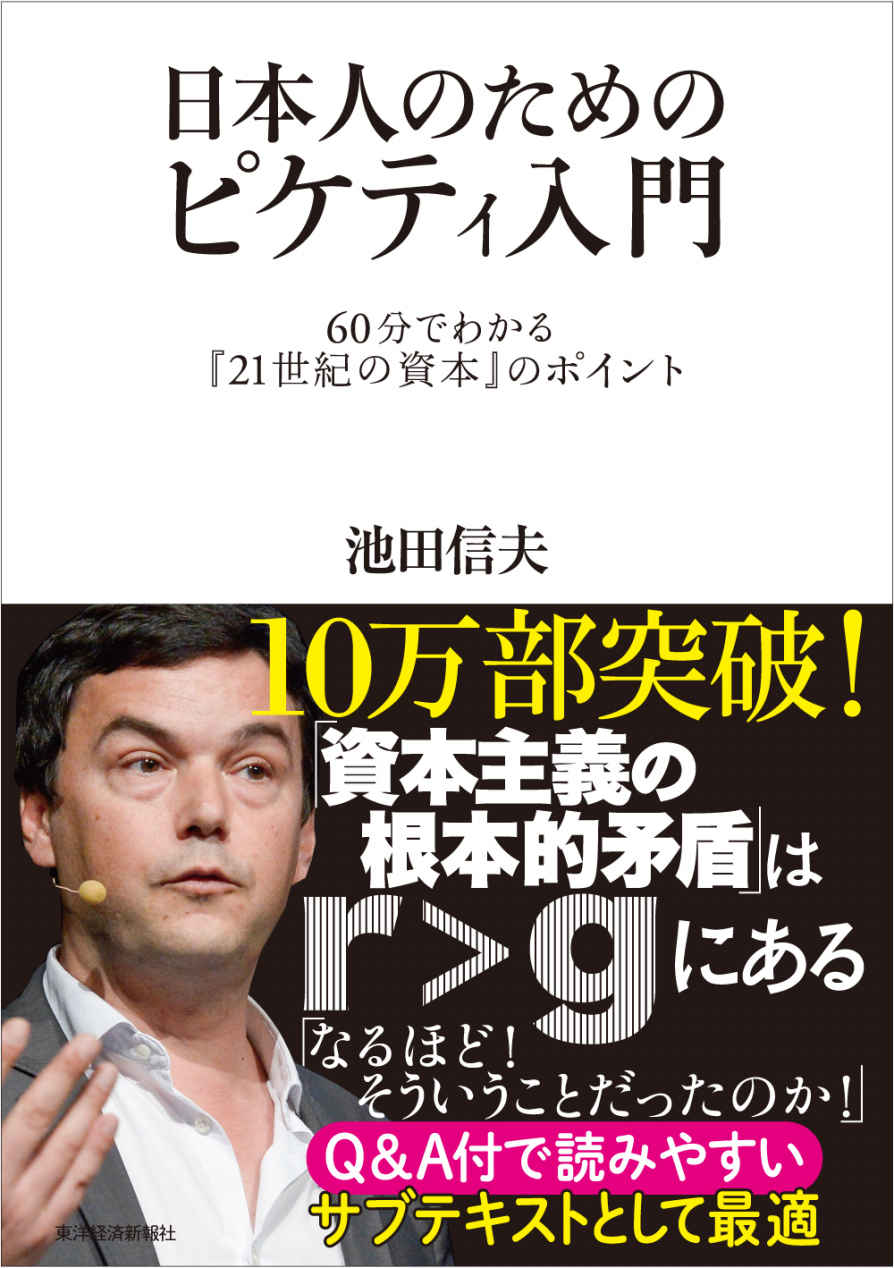 日本人のための
ピケティ入門
60分でわかる
『21世紀の資本』のポイント
池田信夫
10万部突破!
「資本主義の
根本的矛盾」は
r>gにある
「なるほど!
そういうことだったのか!」
Q&A付で読みやすい
サブテキストとして最適
東洋経済新報社